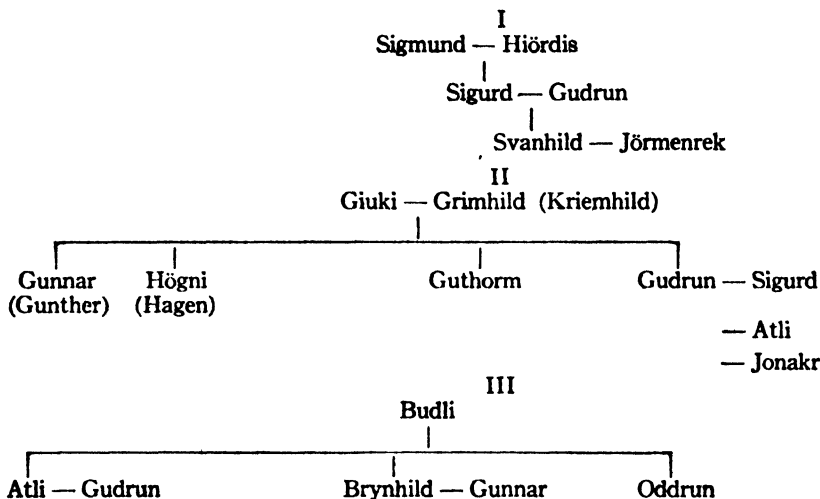 I
Sigmund — Hiördis
Sigurd — Gudrun
Svanhild — Jörmenrek
II
Giuki — Grimhild (Kriemhild)
Gunnar Högni Guthorm Gudrun — Sigurd
(Gunther) (Hagen)
— Atli
— Jonakr
III
Budli
Atli — Gudrun Brynhild — Gunnar Oddrun